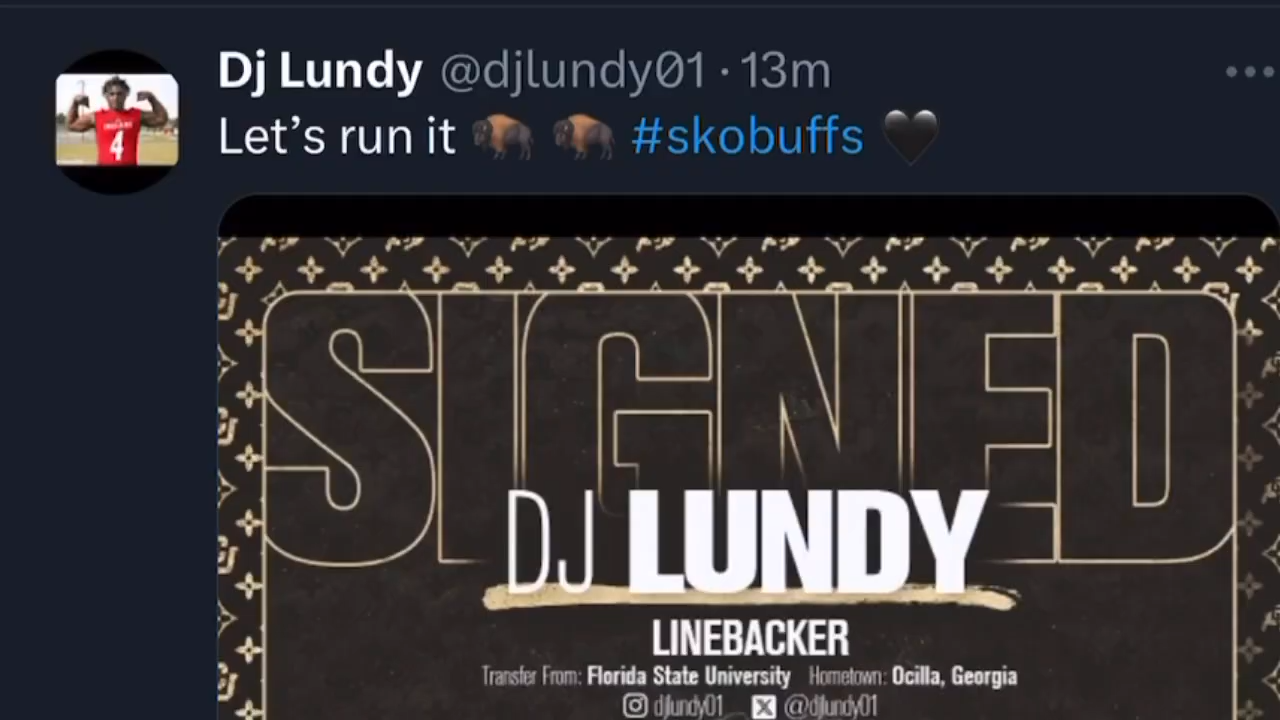 Dj Lundy @djlundy01 · 13m
Let's run it 🦬 🦬 #skobuffs 🖤
4
SIGNED
DJ LUNDY
LINEBACKER
Transfer From: Florida State University Hometown: Ocilla, Georgia
djlundy01 @djlundy01